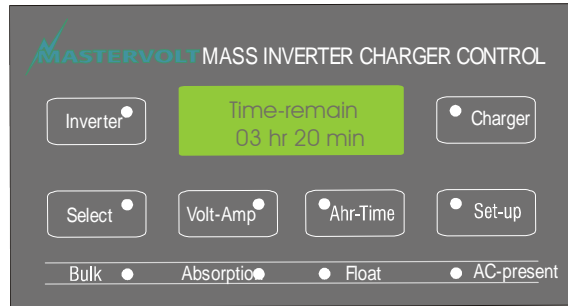 MASTERVOLT MASS INVERTER CHARGER CONTROL
Time-remain
03 hr 20 min
Inverter
Charger
Select
Volt-Amp
Ahr-Time
Set-up
Bulk
Absorption
Float
AC-present